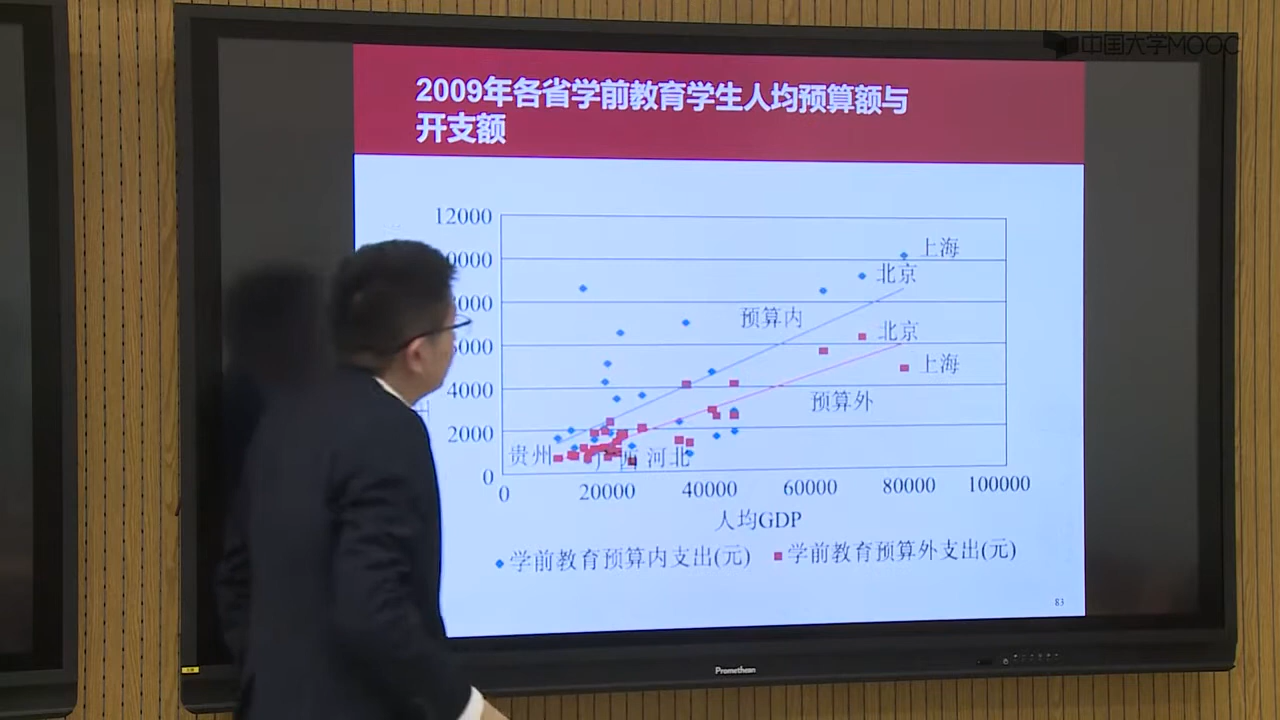 中国大学MOOC
2009年各省学前教育学生人均预算额与
开支额
12000
0000
8000
6000
4000
2000
0
上海
北京
预算内
北京
上海
预算外
贵州
广西
河北
0 20000 40000 60000 80000 100000
人均GDP
学前教育预算内支出(元) 学前教育预算外支出(元)
83
Promethean